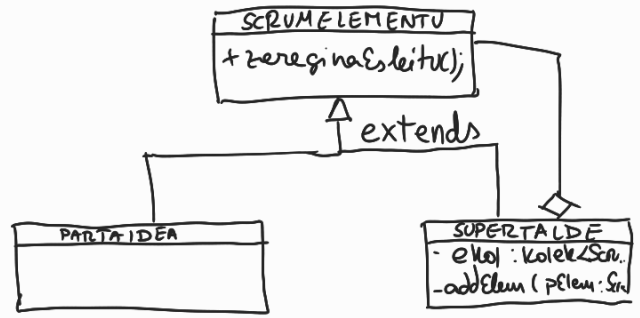 SCRUMELEMENTU
+ zereginaEsleitu();
extends
PARTAIDEA
SUPERTALDE
- ekol : Kolek<Scr..
- addElem ( pElem: Scr